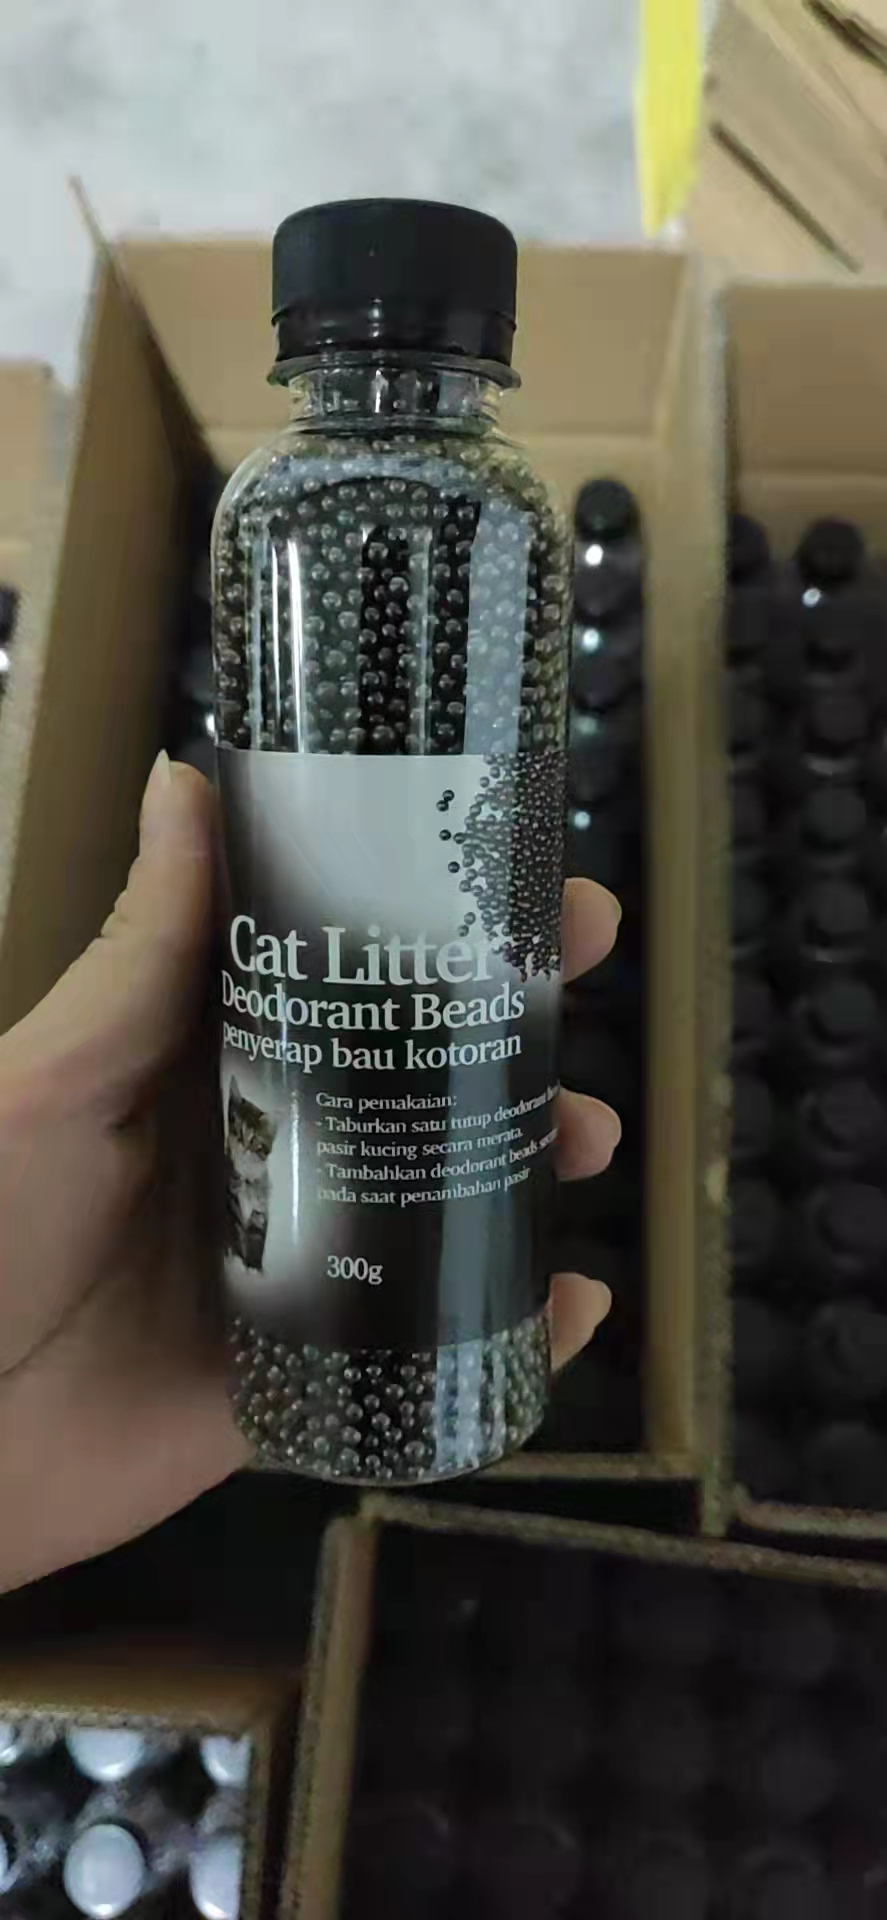 Cat Litter
Deodorant Beads
penyerap bau kotoran
Cara pemakaian:
- Taburkan satu tutup deodorant
pasir kucing secara merata.
- Tambahkan deodorant beads
pada saat penambahan pasir
300g